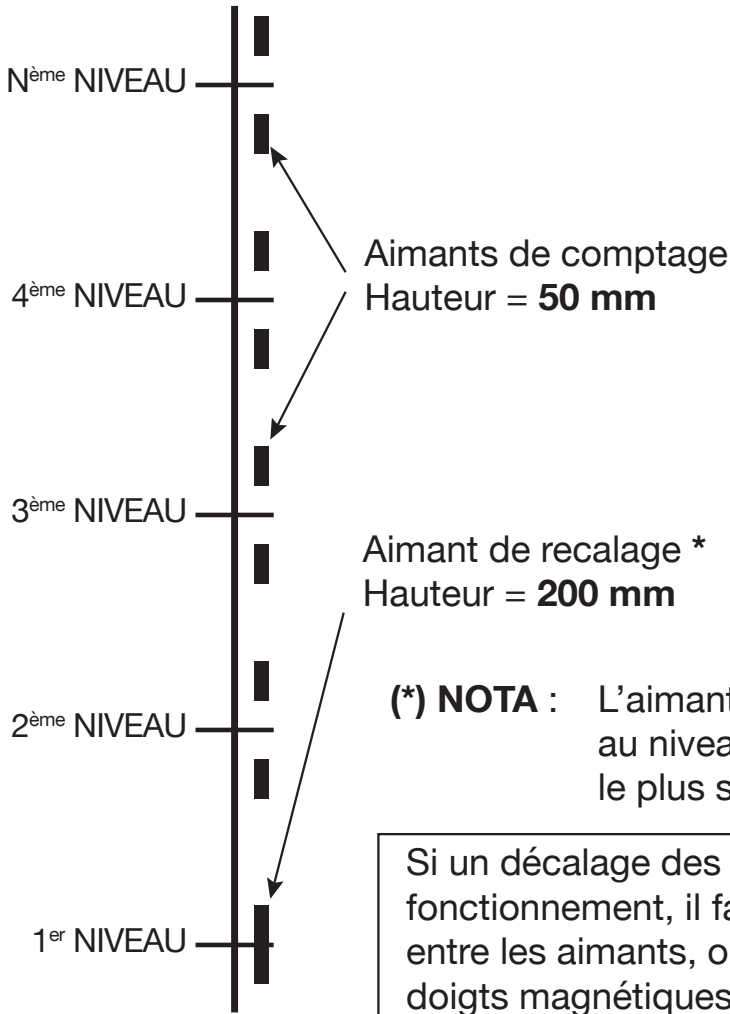 Nème NIVEAU
Aimants de comptage
Hauteur = 50 mm
4ème NIVEAU
3ème NIVEAU
Aimant de recalage *
Hauteur = 200 mm
(*) NOTA : L’aimant
au nivea
le plus s
2ème NIVEAU
Si un décalage des
fonctionnement, il fa
entre les aimants, o
doigts magnétiques
1er NIVEAU